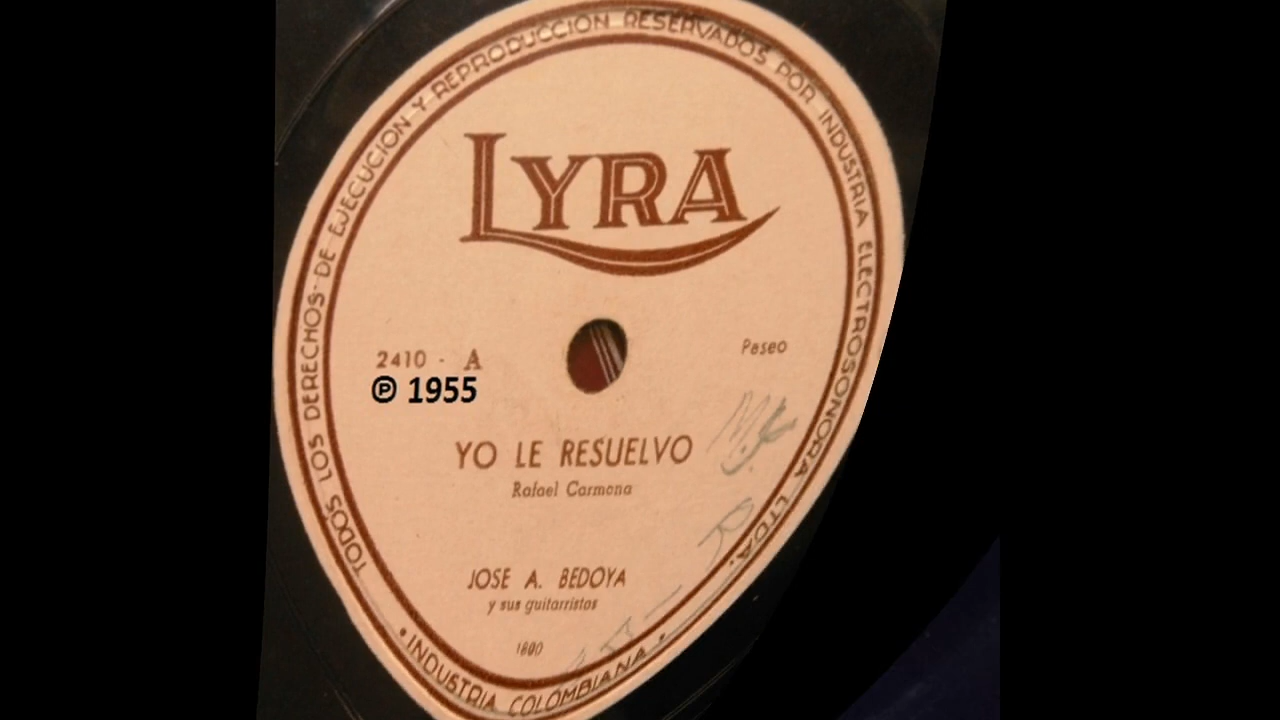 TODOS LOS DERECHOS DE EJECUCION Y REPRODUCCION RESERVADOS POR INDUSTRIA ELECTROSONORA LTDA.
LYRA
2410 - A
Paseo
℗ 1955
YO LE RESUELVO
Rafael Carmona
JOSE A. BEDOYA
y sus guitarristas
• INDUSTRIA COLOMBIANA •